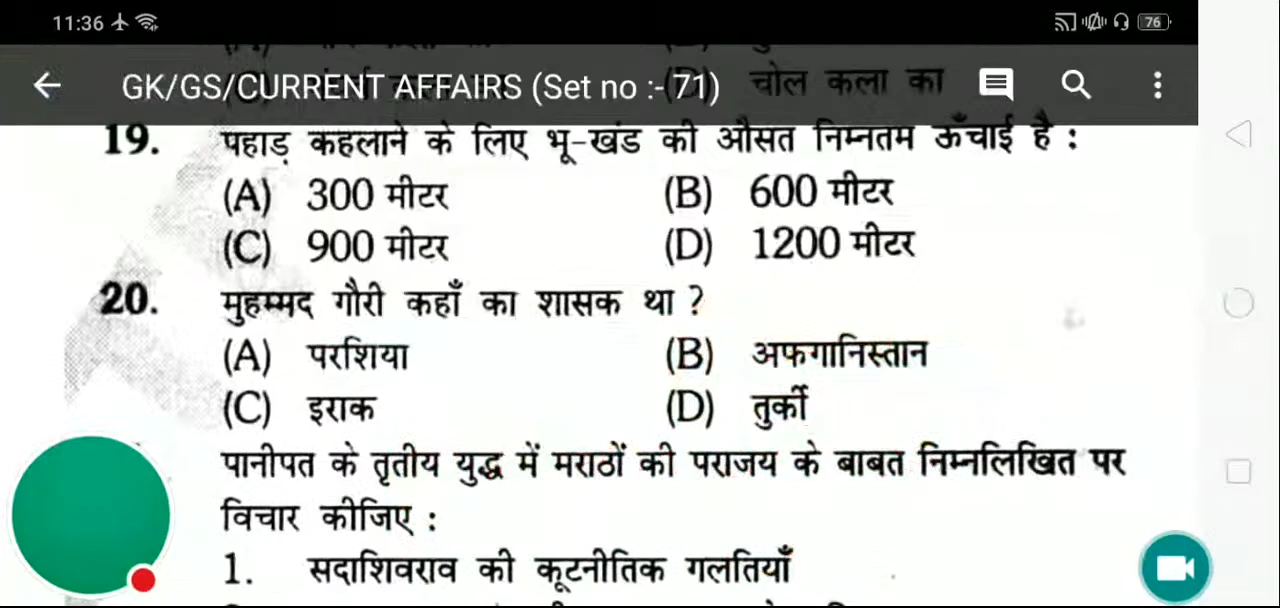 11:36
76
GK/GS/CURRENT AFFAIRS (Set no :- 71)
(D) चोल कला का
19. पहाड़ कहलाने के लिए भू-खंड की औसत निम्नतम ऊँचाई है :
(A) 300 मीटर (B) 600 मीटर
(C) 900 मीटर (D) 1200 मीटर
20. मुहम्मद गौरी कहाँ का शासक था ?
(A) परशिया (B) अफगानिस्तान
(C) इराक (D) तुर्की
पानीपत के तृतीय युद्ध में मराठों की पराजय के बाबत निम्नलिखित पर
विचार कीजिए :
1. सदाशिवराव की कूटनीतिक गलतियाँ